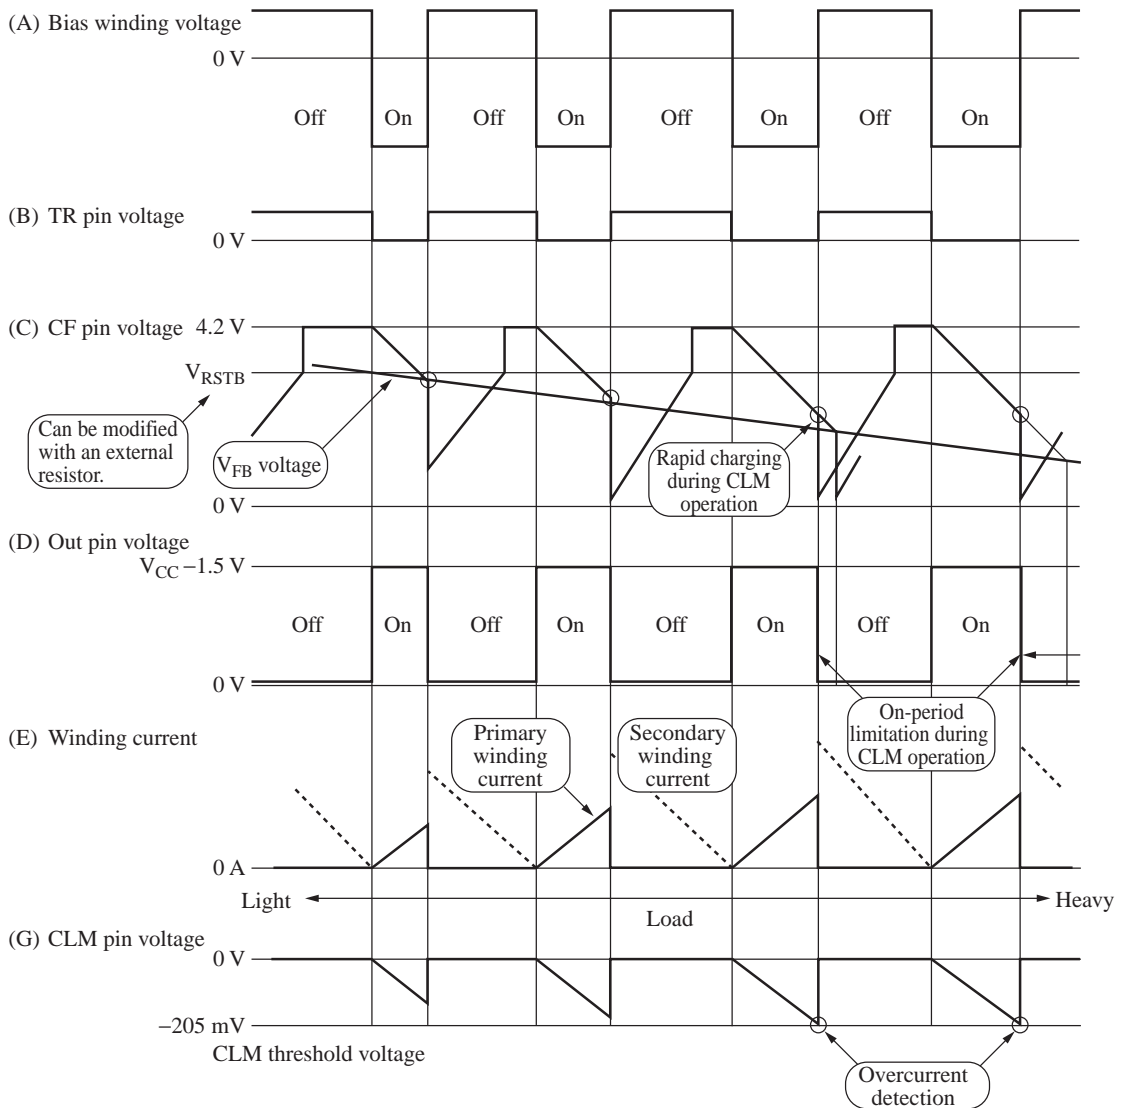 (A) Bias winding voltage
0 V
Off On Off On Off On Off On
(B) TR pin voltage
0 V
(C) CF pin voltage 4.2 V
VRSTB
Can be modified
with an external
resistor.
VFB voltage
Rapid charging
during CLM
operation
0 V
(D) Out pin voltage
VCC −1.5 V
Off On Off On Off On Off On
0 V
On-period
limitation during
CLM operation
(E) Winding current
Primary
winding
current
Secondary
winding
current
0 A
Light
Heavy
Load
(G) CLM pin voltage
0 V
−205 mV
CLM threshold voltage
Overcurrent
detection